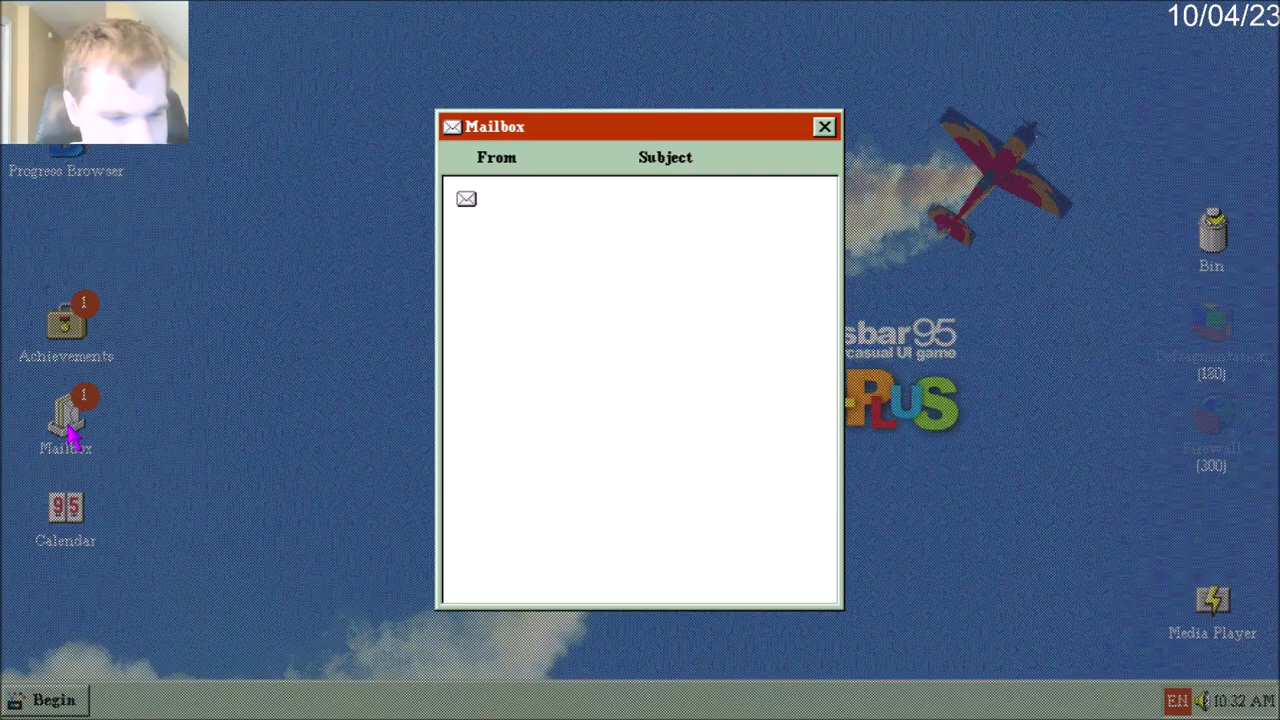 10/04/23
Mailbox
From Subject
Progress Browser
1
Achievements
1
Mailbox
95
Calendar
sbar95
casual UI game
PLUS
Bin
(120)
Firewall
(300)
Media Player
Begin
EN 10:32 AM